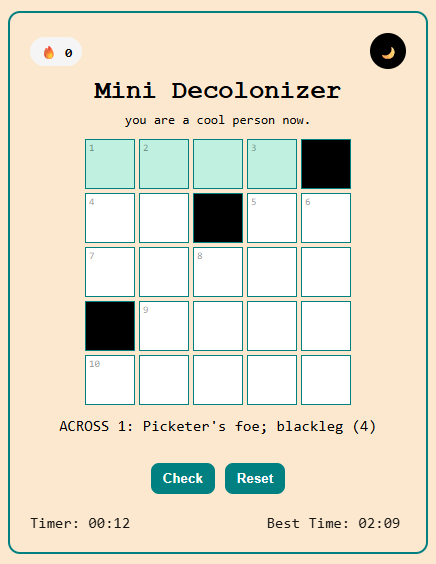 🔥 0
Mini Decolonizer
you are a cool person now.
1 2 3
4 5 6
7 8
9
10
ACROSS 1: Picketer's foe; blackleg (4)
Check Reset
Timer: 00:12 Best Time: 02:09